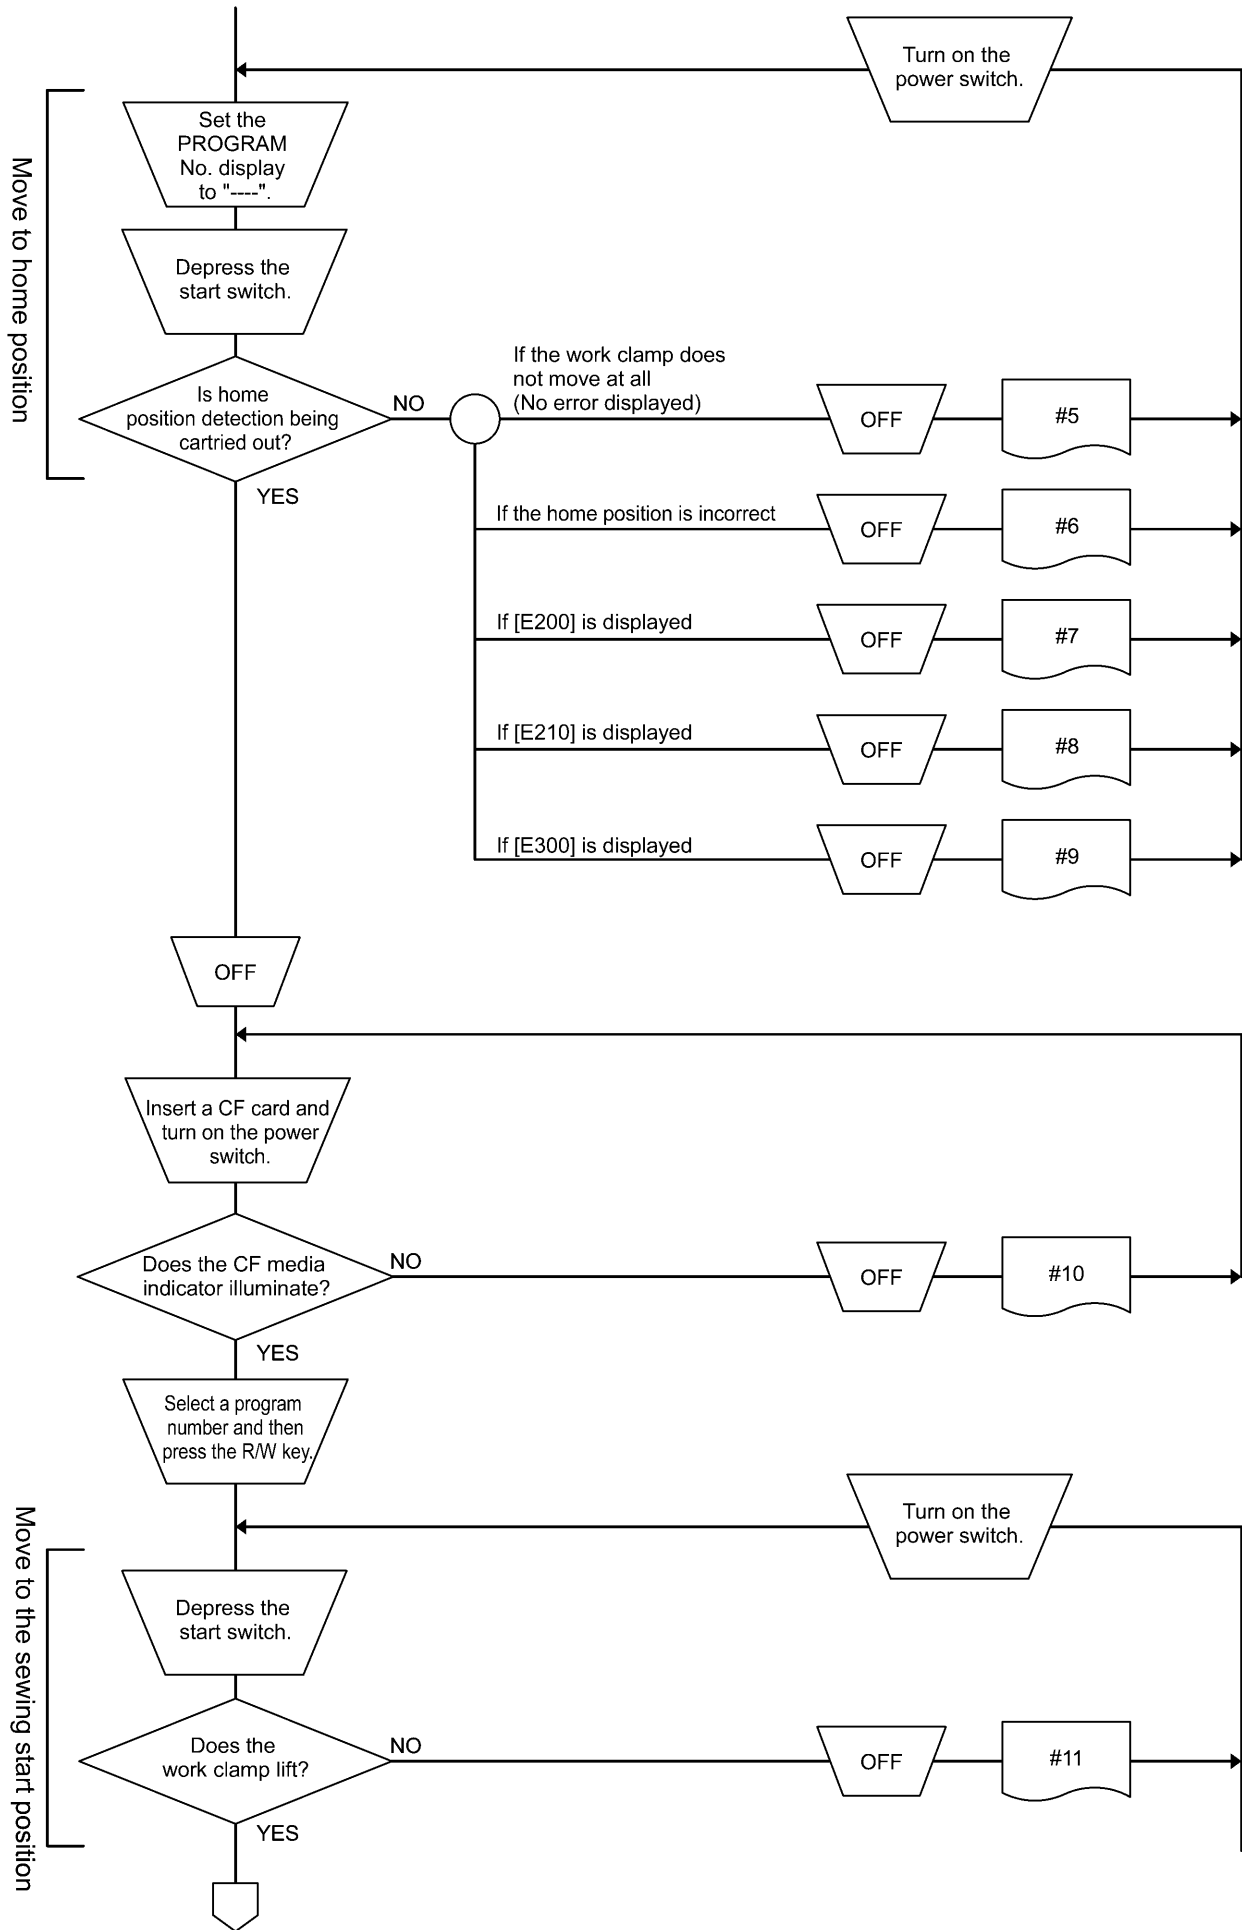 Turn on the
power switch.
Move to home position
Set the
PROGRAM
No. display
to "----".
Depress the
start switch.
Is home
position detection being
cartried out?
NO
YES
If the work clamp does
not move at all
(No error displayed)
OFF
#5
If the home position is incorrect
OFF
#6
If [E200] is displayed
OFF
#7
If [E210] is displayed
OFF
#8
If [E300] is displayed
OFF
#9
OFF
Insert a CF card and
turn on the power
switch.
Does the CF media
indicator illuminate?
NO
OFF
#10
YES
Select a program
number and then
press the R/W key.
Turn on the
power switch.
Move to the sewing start position
Depress the
start switch.
Does the
work clamp lift?
NO
OFF
#11
YES